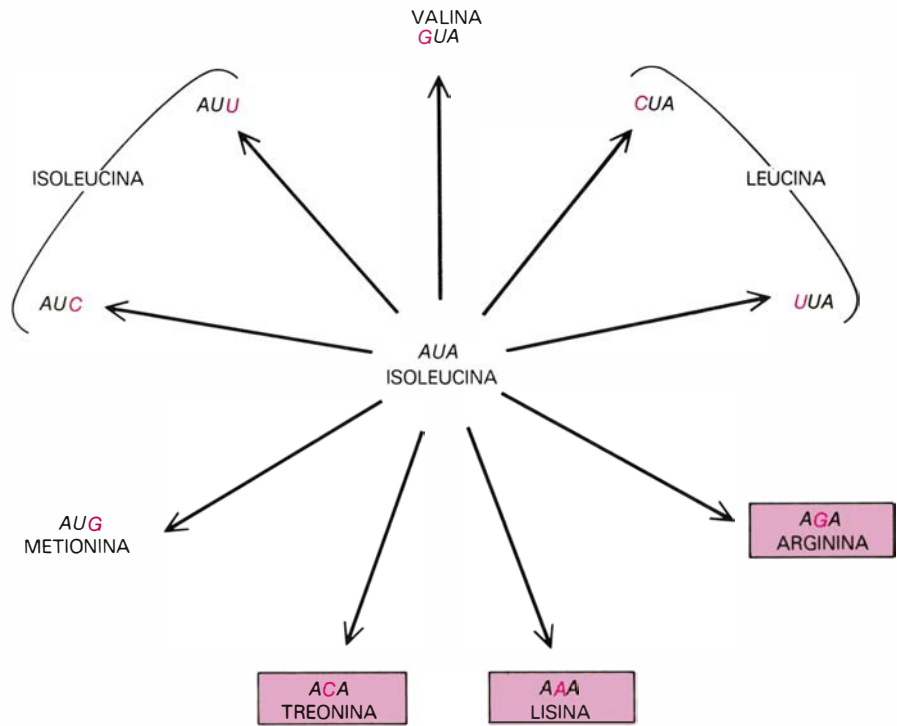 VALINA
GUA
AUU
CUA
ISOLEUCINA
LEUCINA
AUC
UUA
AUA
ISOLEUCINA
AUG
METIONINA
AGA
ARGININA
ACA
TREONINA
AAA
LISINA